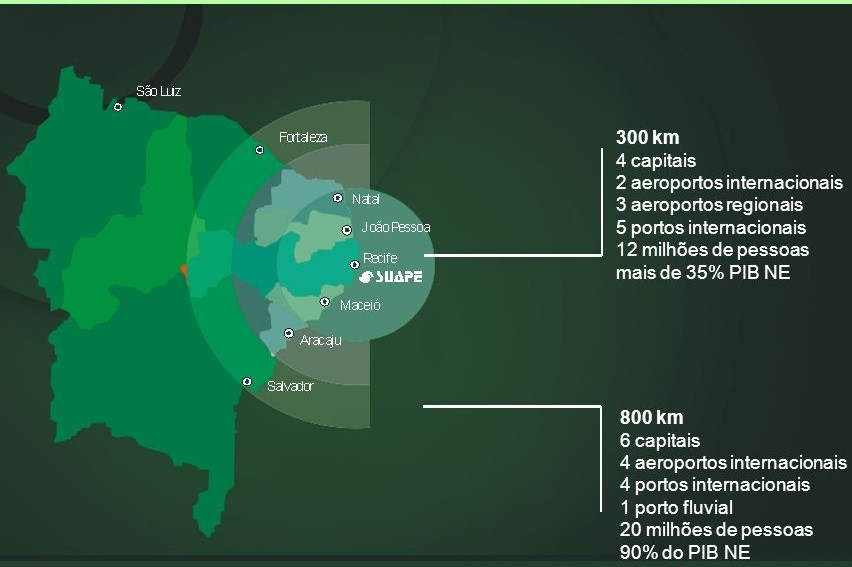 São Luiz
Fortaleza
Natal
João Pessoa
Recife
SUAPE
Maceió
Aracaju
Salvador
300 km
4 capitais
2 aeroportos internacionais
3 aeroportos regionais
5 portos internacionais
12 milhões de pessoas
mais de 35% PIB NE
800 km
6 capitais
4 aeroportos internacionais
4 portos internacionais
1 porto fluvial
20 milhões de pessoas
90% do PIB NE